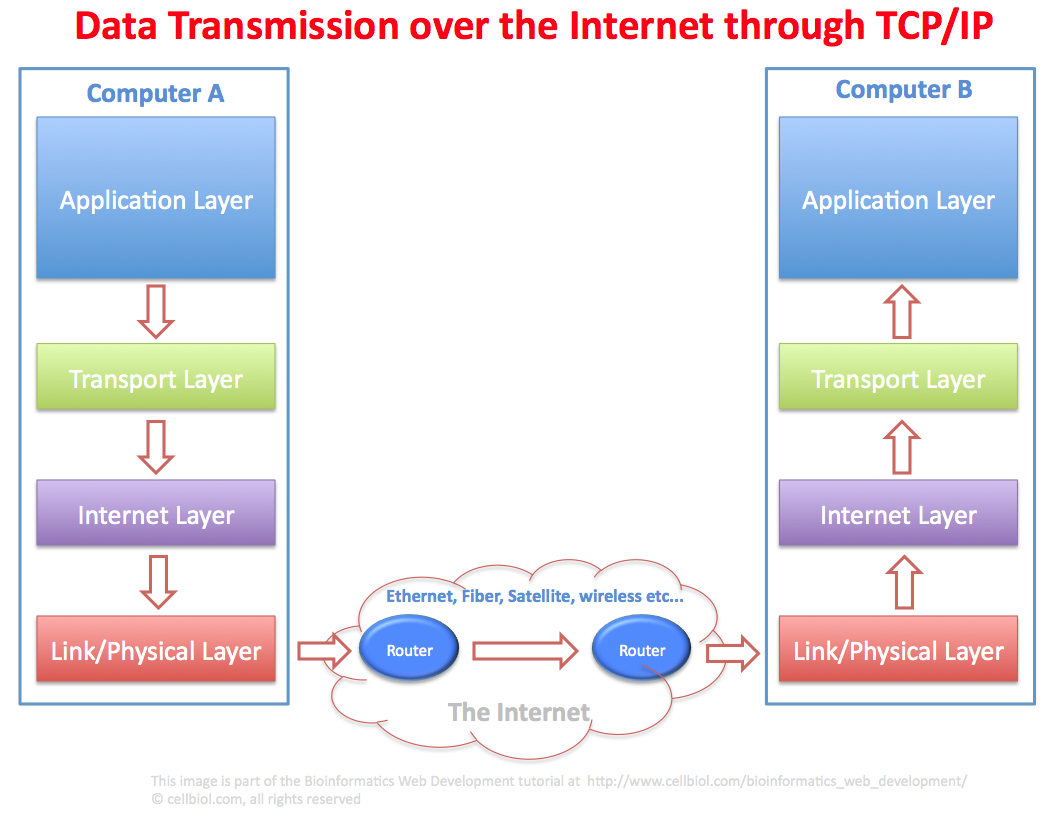 Data Transmission over the Internet through TCP/IP
Computer A
Application Layer
Transport Layer
Internet Layer
Link/Physical Layer
Ethernet, Fiber, Satellite, wireless etc...
Router
Router
The Internet
Computer B
Application Layer
Transport Layer
Internet Layer
Link/Physical Layer
This image is part of the Bioinformatics Web Development tutorial at http://www.cellbiol.com/bioinformatics_web_development/
© cellbiol.com, all rights reserved